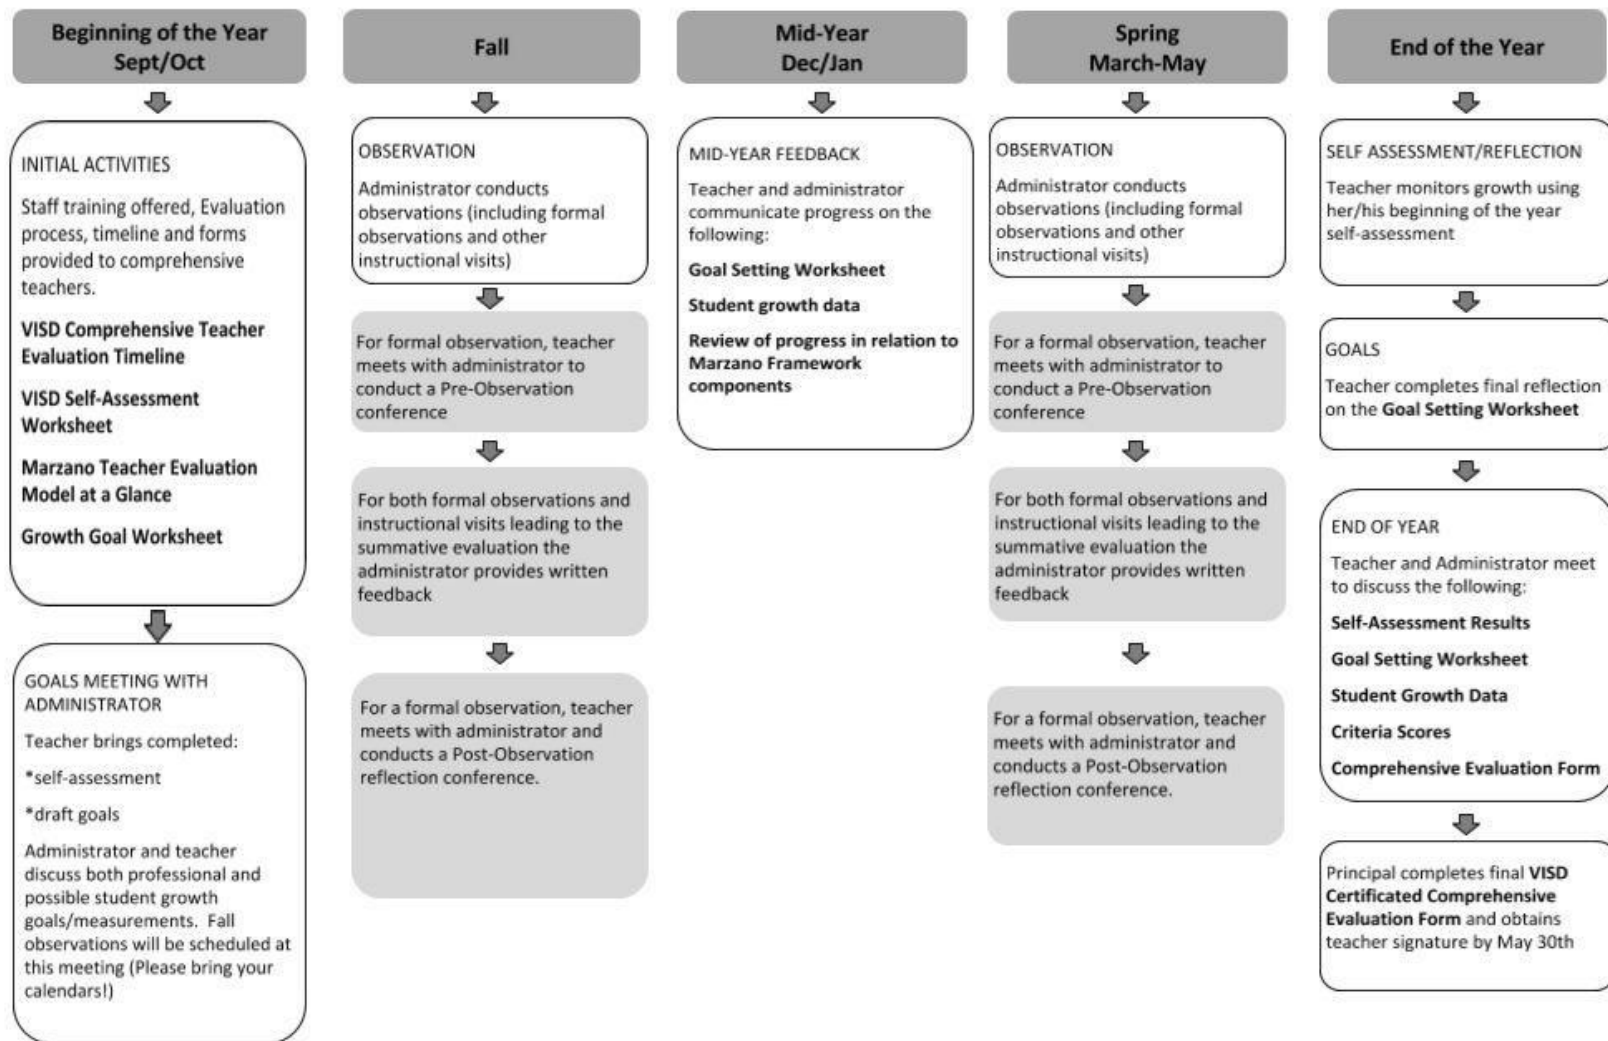 Beginning of the Year
Sept/Oct
INITIAL ACTIVITIES
Staff training offered, Evaluation
process, timeline and forms
provided to comprehensive
teachers.
VISD Comprehensive Teacher
Evaluation Timeline
VISD Self-Assessment
Worksheet
Marzano Teacher Evaluation
Model at a Glance
Growth Goal Worksheet
GOALS MEETING WITH
ADMINISTRATOR
Teacher brings completed:
*self-assessment
*draft goals
Administrator and teacher
discuss both professional and
possible student growth
goals/measurements.  Fall
observations will be scheduled at
this meeting (Please bring your
calendars!)
Fall
OBSERVATION
Administrator conducts
observations (including formal
observations and other
instructional visits)
For formal observation, teacher
meets with administrator to
conduct a Pre-Observation
conference
For both formal observations and
instructional visits leading to the
summative evaluation the
administrator provides written
feedback
For a formal observation, teacher
meets with administrator and
conducts a Post-Observation
reflection conference.
Mid-Year
Dec/Jan
MID-YEAR FEEDBACK
Teacher and administrator
communicate progress on the
following:
Goal Setting Worksheet
Student growth data
Review of progress in relation to
Marzano Framework
components
Spring
March-May
OBSERVATION
Administrator conducts
observations (including formal
observations and other
instructional visits)
For a formal observation, teacher
meets with administrator to
conduct a Pre-Observation
conference
For both formal observations and
instructional visits leading to the
summative evaluation the
administrator provides written
feedback
For a formal observation, teacher
meets with administrator and
conducts a Post-Observation
reflection conference.
End of the Year
SELF ASSESSMENT/REFLECTION
Teacher monitors growth using
her/his beginning of the year
self-assessment
GOALS
Teacher completes final reflection
on the Goal Setting Worksheet
END OF YEAR
Teacher and Administrator meet
to discuss the following:
Self-Assessment Results
Goal Setting Worksheet
Student Growth Data
Criteria Scores
Comprehensive Evaluation Form
Principal completes final VISD
Certificated Comprehensive
Evaluation Form and obtains
teacher signature by May 30th